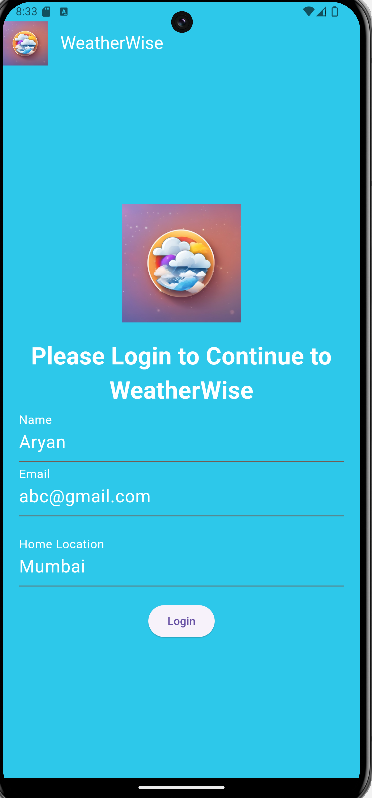 8:33
WeatherWise
Please Login to Continue to
WeatherWise
Name
Aryan
Email
abc@gmail.com
Home Location
Mumbai
Login